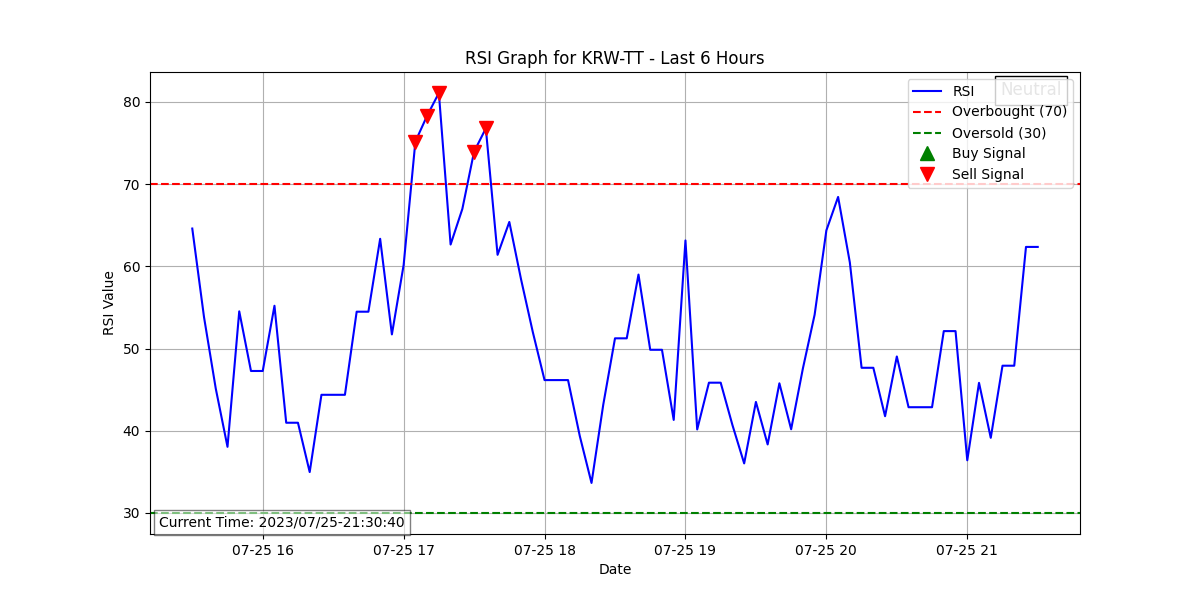 RSI Graph for KRW-TT - Last 6 Hours
Neutral
RSI
Overbought (70)
Oversold (30)
Buy Signal
Sell Signal
RSI Value
80
70
60
50
40
30
Current Time: 2023/07/25-21:30:40
07-25 16
07-25 17
07-25 18
07-25 19
07-25 20
07-25 21
Date